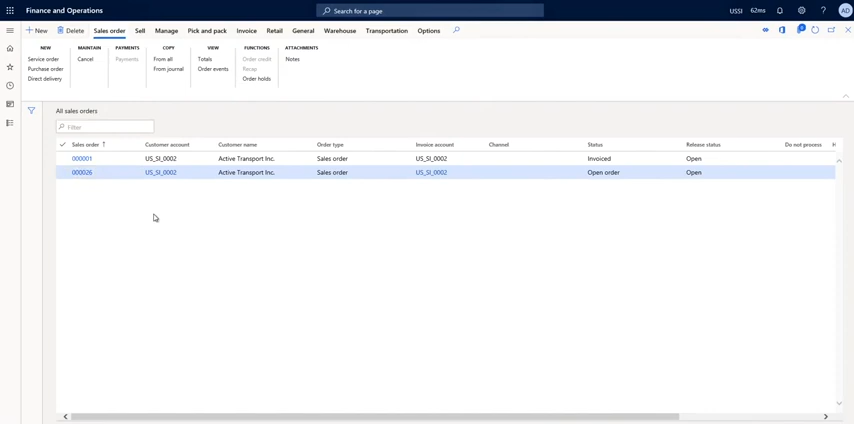 Finance and Operations
Search for a page
USSI
62ms
AD
New
Delete
Sales order
Sell
Manage
Pick and pack
Invoice
Retail
General
Warehouse
Transportation
Options
0
NEW
MAINTAIN
PAYMENTS
COPY
VIEW
FUNCTIONS
ATTACHMENTS
Service order
Cancel
Payments
From all
Totals
Order credit
Notes
Purchase order
From journal
Order events
Recap
Direct delivery
Order holds
All sales orders
Filter
Sales order
Customer account
Customer name
Order type
Invoice account
Channel
Status
Release status
Do not process
H
000001
US_SI_0002
Active Transport Inc.
Sales order
US_SI_0002
Invoiced
Open
000026
US_SI_0002
Active Transport Inc.
Sales order
US_SI_0002
Open order
Open